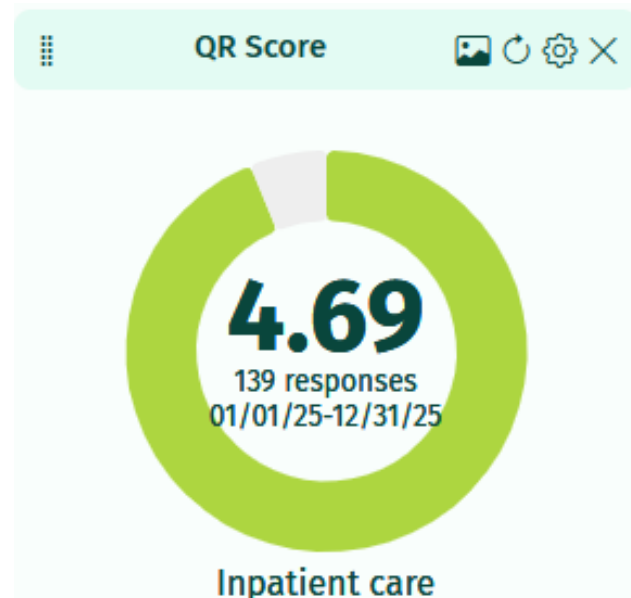 QR Score
4.69
139 responses
01/01/25-12/31/25
Inpatient care